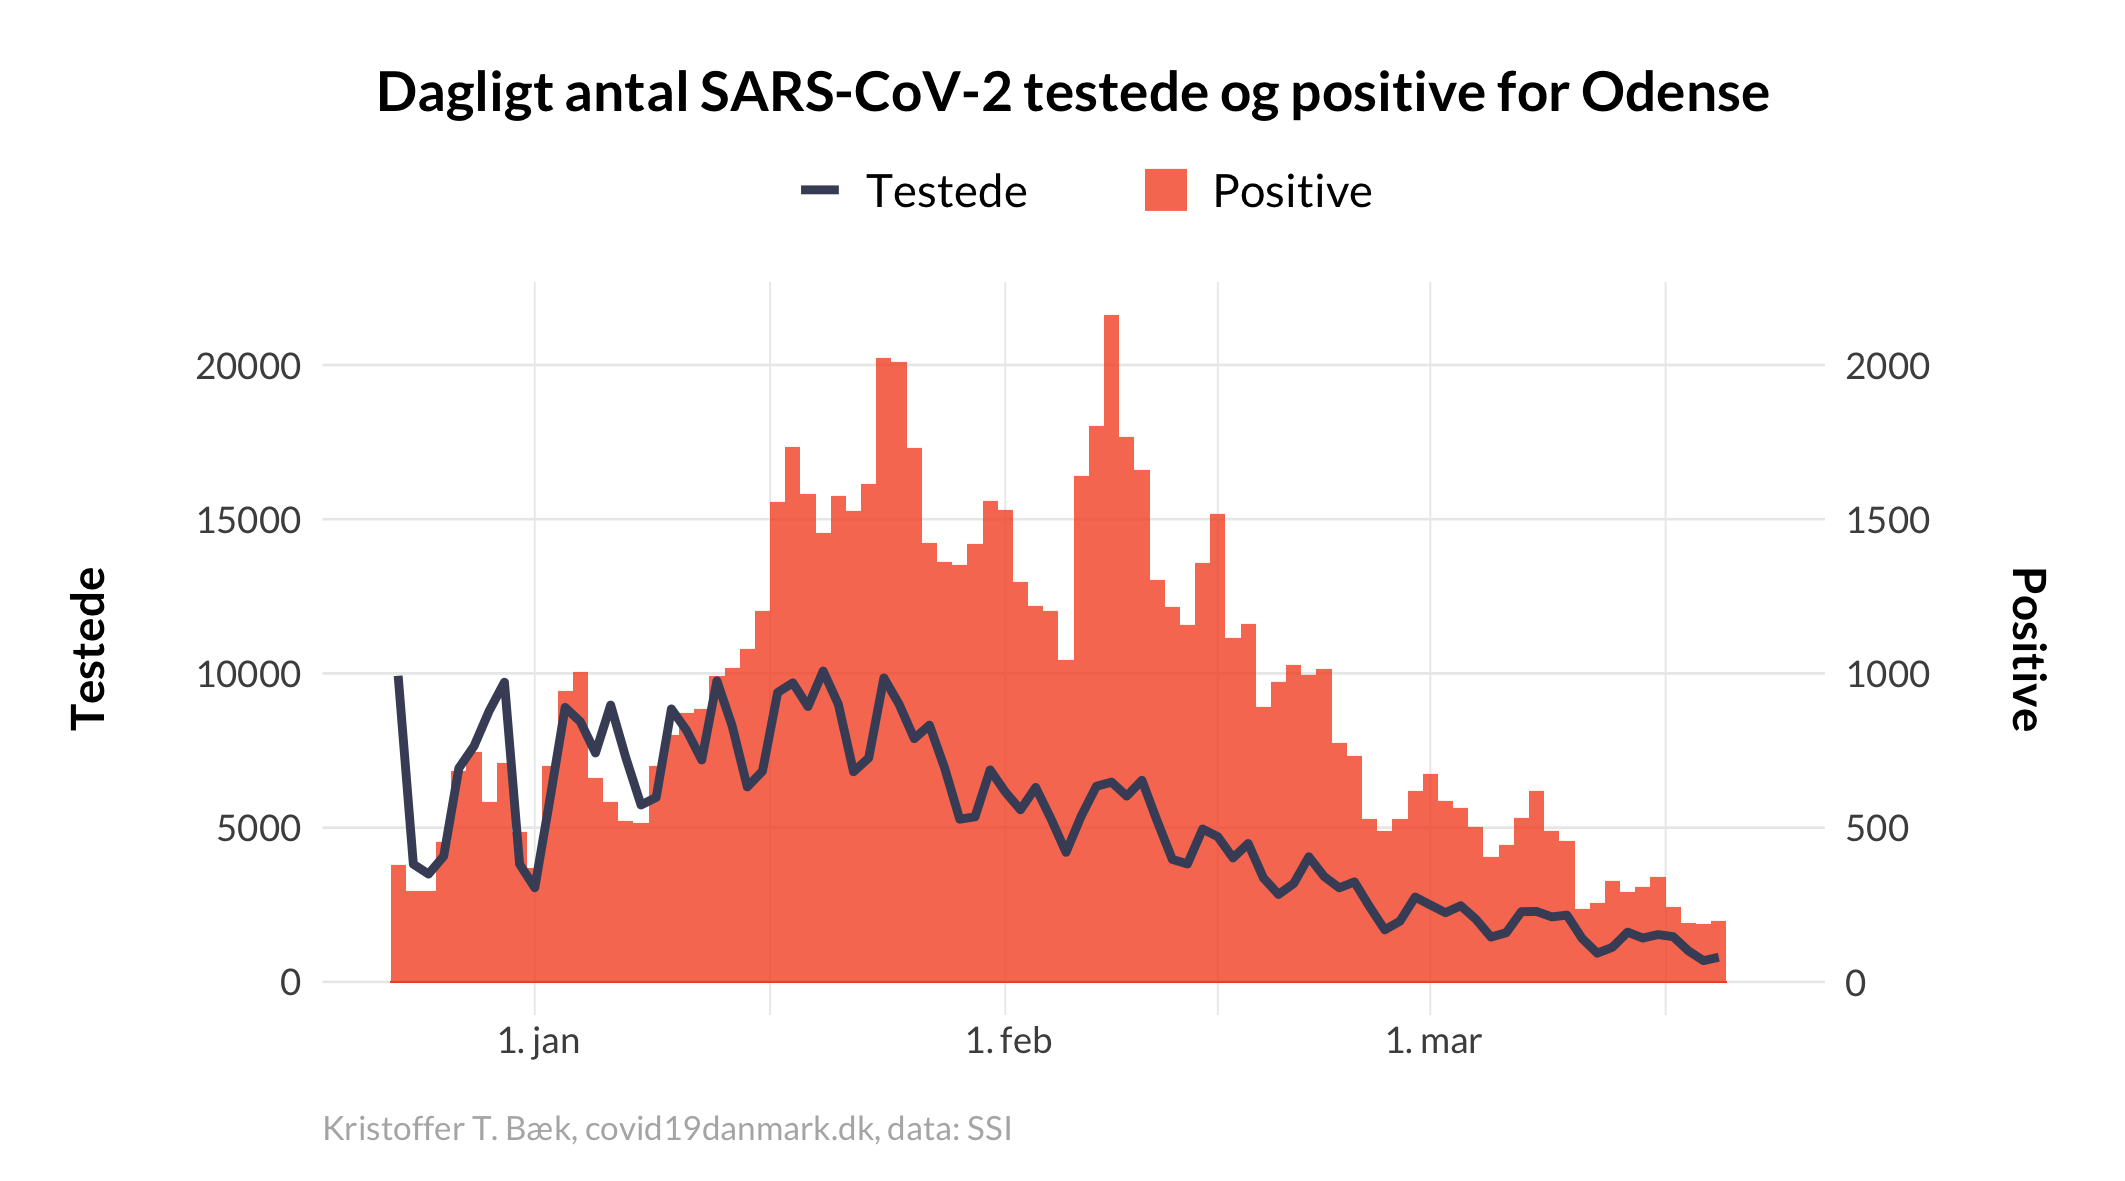 Dagligt antal SARS-CoV-2 testede og positive for Odense
Testede
Positive
20000
15000
10000
5000
0
2000
1500
1000
500
0
Testede
Positive
1. jan
1. feb
1. mar
Kristoffer T. Bæk, covid19danmark.dk, data: SSI